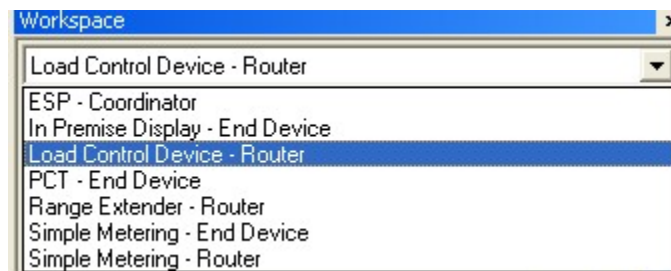 Workspace
Load Control Device - Router
ESP - Coordinator
In Premise Display - End Device
Load Control Device - Router
PCT - End Device
Range Extender - Router
Simple Metering - End Device
Simple Metering - Router